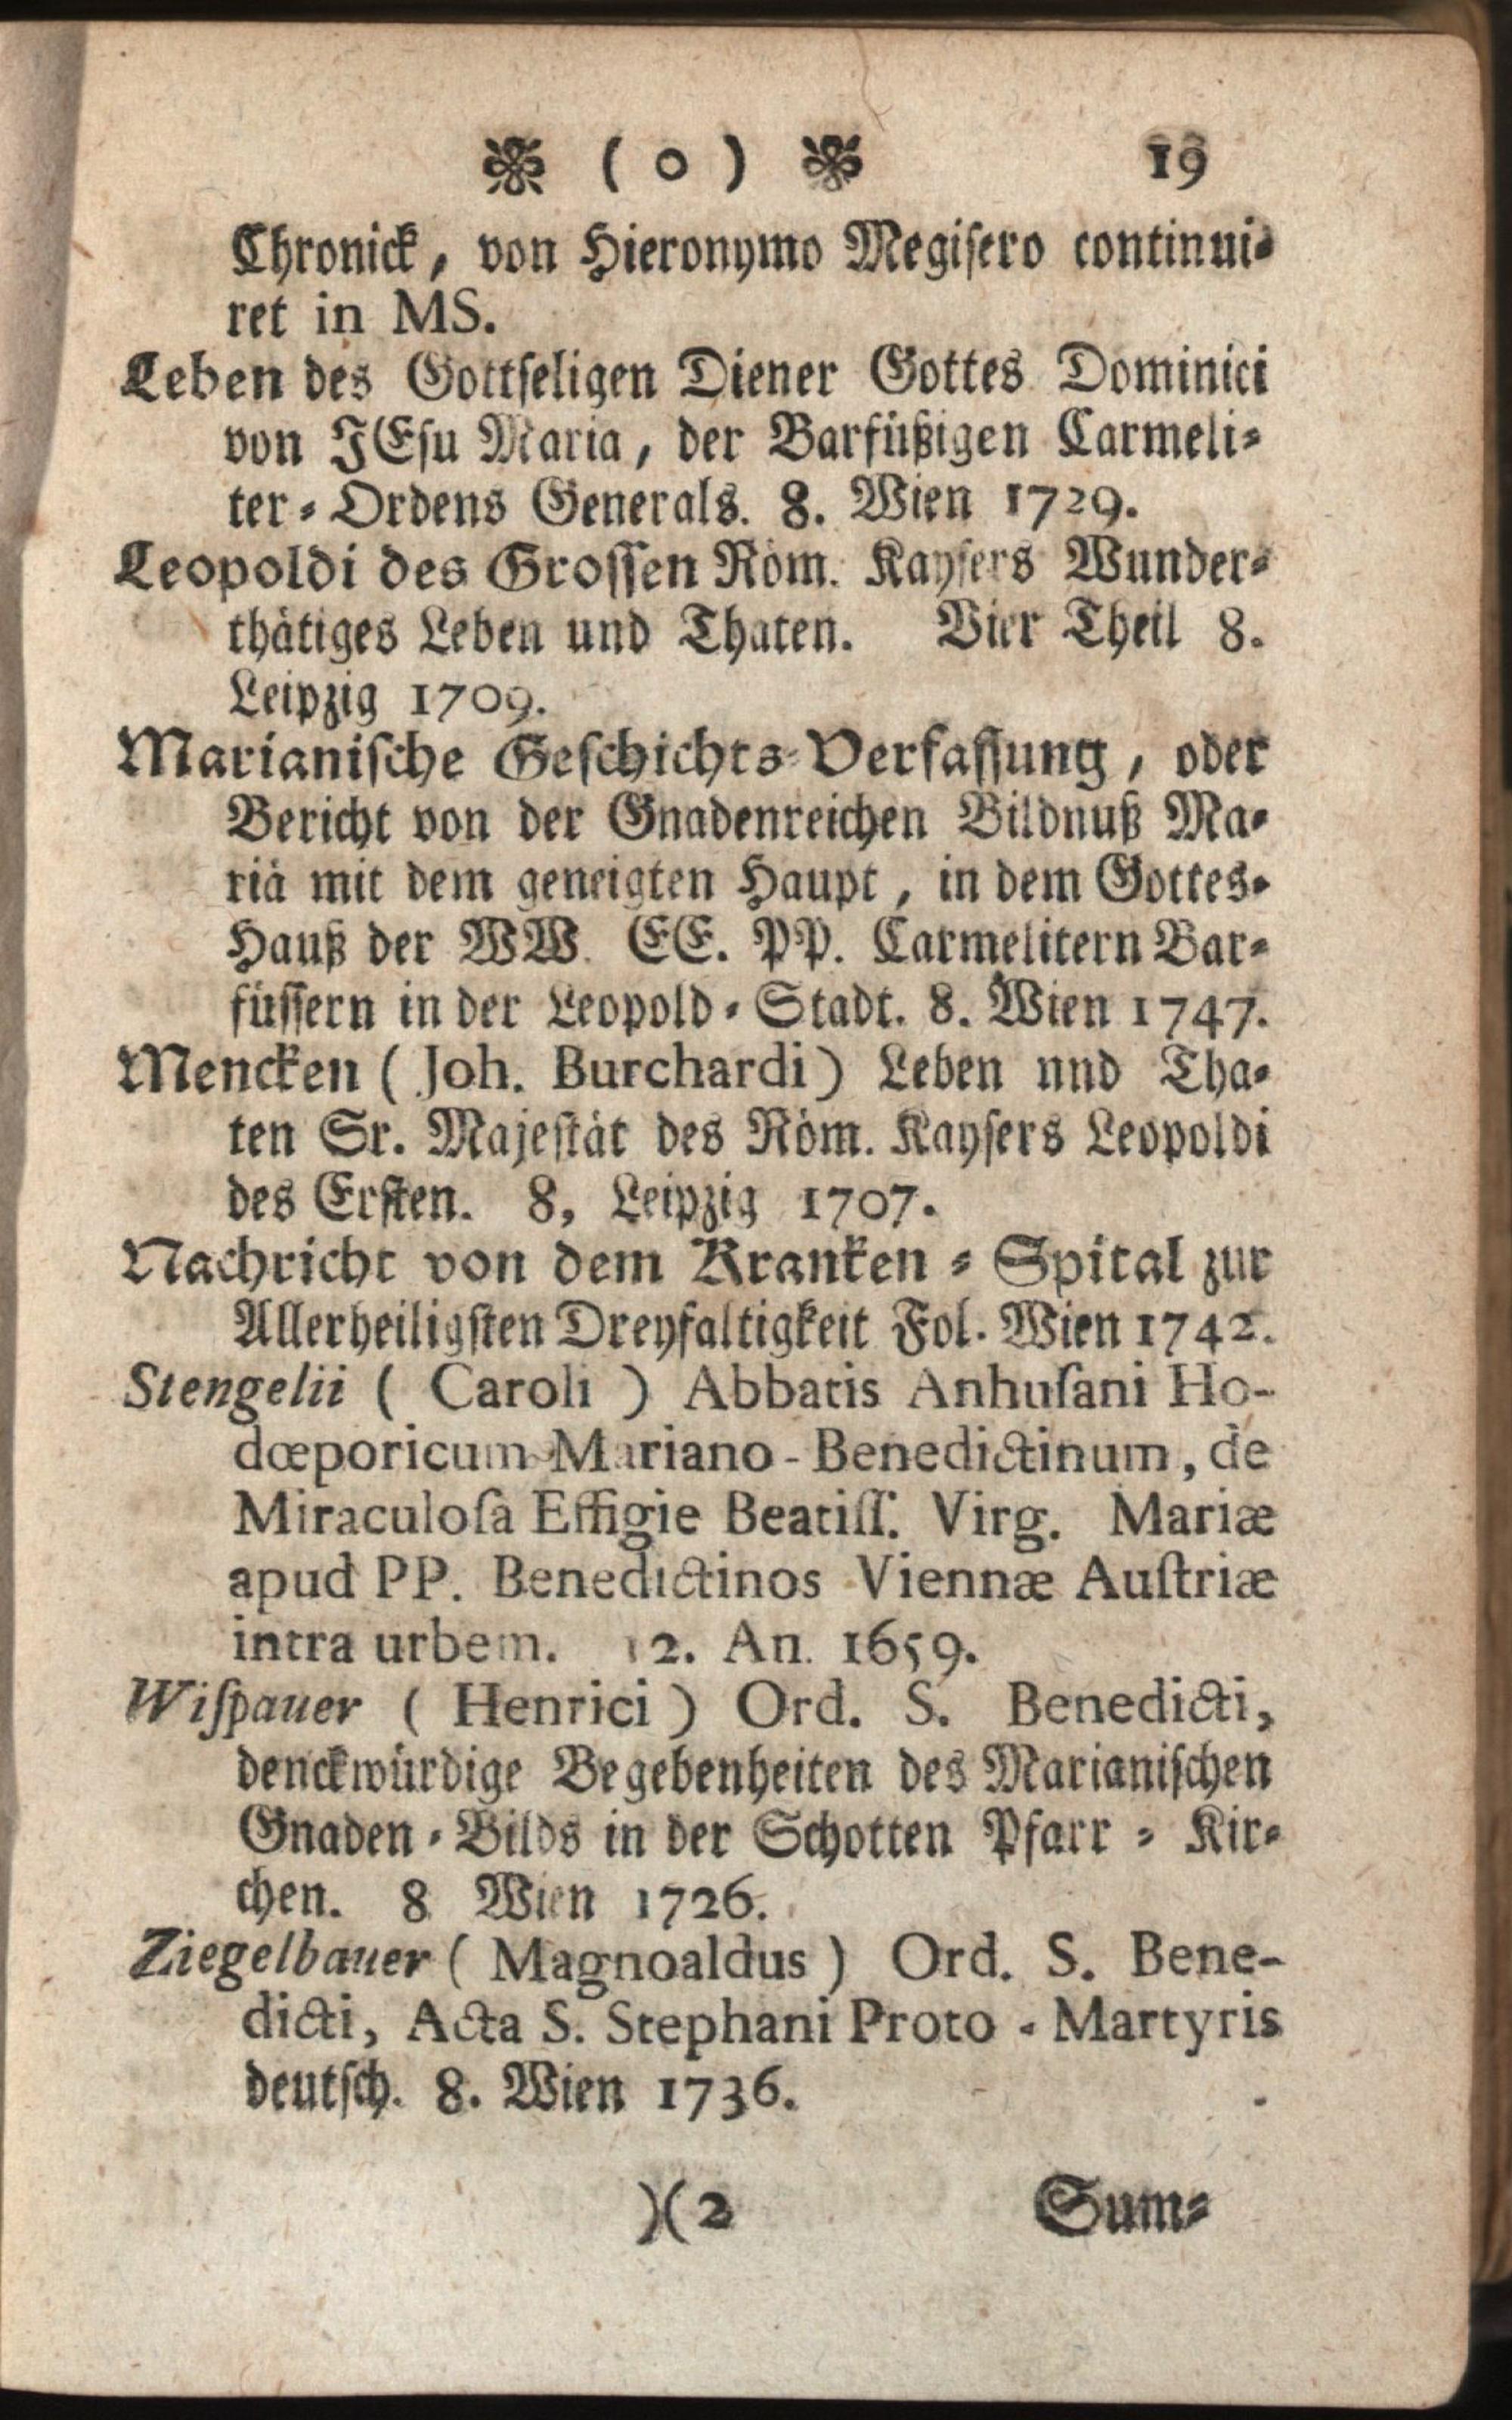 ❋ ( o ) ❋ 19
Chronick, von Hieronymo Megisero continui-
ret in MS.
Leben des Gottseligen Diener Gottes Dominici
von JEsu Maria, der Barfüßigen Carmeli-
ter-Ordens Generals. 8. Wien 1729.
Leopoldi des Grossen Röm. Kaysers Wunder-
thätiges Leben und Thaten. Vier Theil 8.
Leipzig 1709.
Marianische Geschichts-Verfassung, oder
Bericht von der Gnadenreichen Bildnuß Ma-
riä mit dem geneigten Haupt, in dem Gottes-
Hauß der WW. EE. PP. Carmelitern Bar-
füssern in der Leopold-Stadt. 8. Wien 1747.
Mencken (Joh. Burchardi) Leben nnd Tha-
ten Sr. Majestät des Röm. Kaysers Leopoldi
des Ersten. 8, Leipzig 1707.
Nachricht von dem Kranken-Spital zur
Allerheiligsten Dreyfaltigkeit Fol. Wien 1742.
Stengelii ( Caroli ) Abbatis Anhuſani Ho-
dœporicum Mariano-Benedictinum, de
Miraculoſa Effigie Beatiſſ. Virg. Mariæ
apud PP. Benedictinos Viennæ Auſtriæ
intra urbem. 12. An. 1659.
Wiſpauer ( Henrici ) Ord. S. Benedicti,
denckwürdige Begebenheiten des Marianischen
Gnaden-Bilds in der Schotten Pfarr-Kir-
chen. 8 Wien 1726.
Ziegelbauer ( Magnoaldus ) Ord. S. Bene-
dicti, Acta S. Stephani Proto-Martyris
deutsch. 8. Wien 1736.
)(2 Sum-